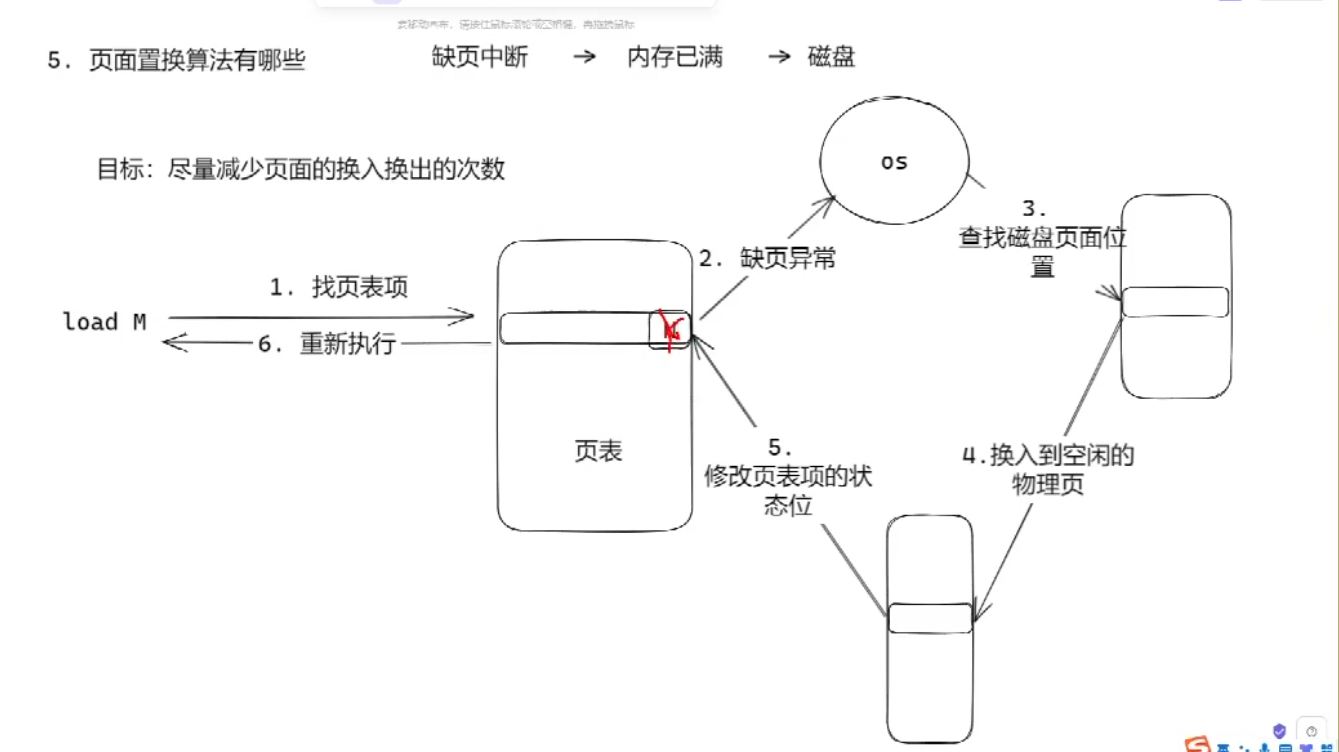 5. 页面置换算法有哪些
缺页中断 → 内存已满 → 磁盘
目标: 尽量减少页面的换入换出的次数
os
3.
查找磁盘页面位
置
2. 缺页异常
1. 找页表项
load M
6. 重新执行
页表
5.
修改页表项的状
态位
4.换入到空闲的
物理页